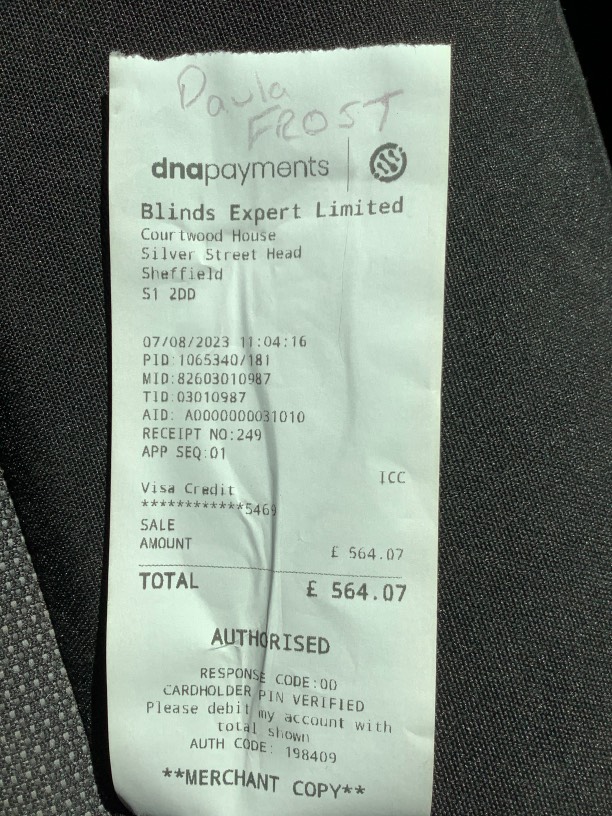 Paula
FROST
dnapayments
Blinds Expert Limited
Courtwood House
Silver Street Head
Sheffield
S1 2DD
07/08/2023 11:04:16
PID:1065340/181
MID:82603010987
TID:03010987
AID: A0000000031010
RECEIPT NO:249
APP SEQ:01
ICC
Visa Credit
************5469
SALE
AMOUNT £ 564.07
TOTAL £ 564.07
AUTHORISED
RESPONSE CODE:00
CARDHOLDER PIN VERIFIED
Please debit my account with
total shown
AUTH CODE: 198409
**MERCHANT COPY**